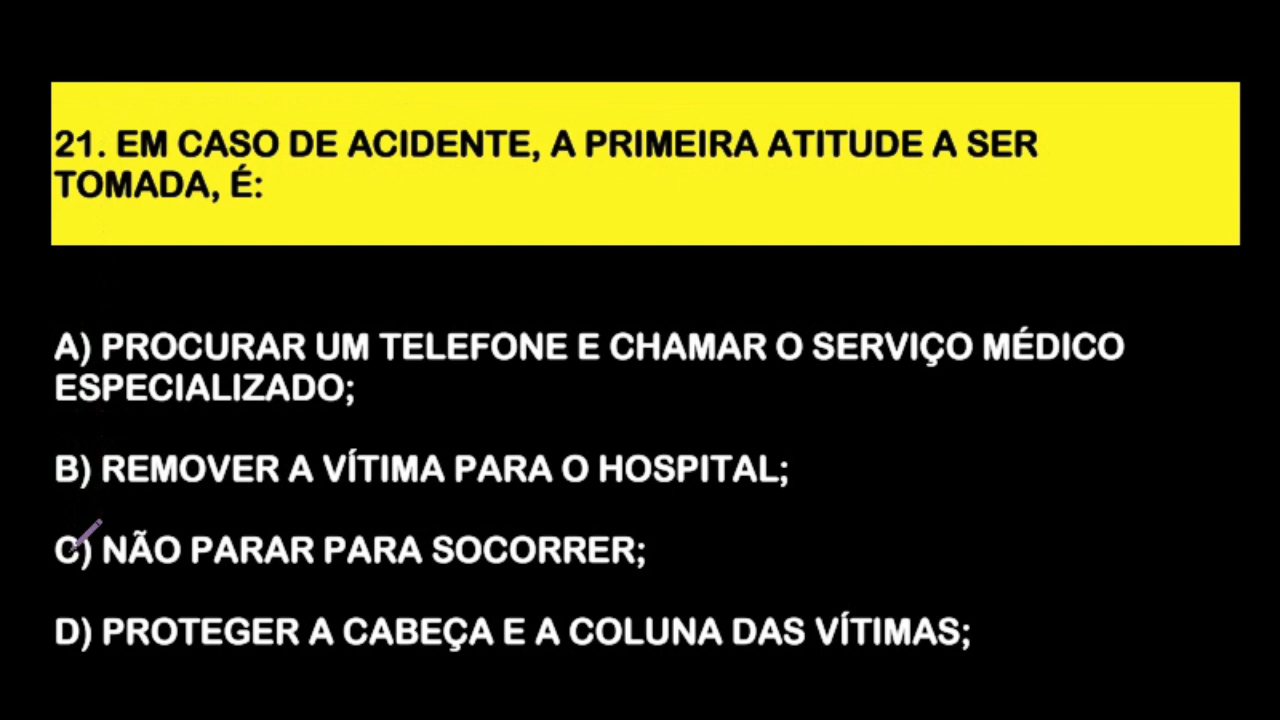 21. EM CASO DE ACIDENTE, A PRIMEIRA ATITUDE A SER
TOMADA, É:
A) PROCURAR UM TELEFONE E CHAMAR O SERVIÇO MÉDICO
ESPECIALIZADO;
B) REMOVER A VÍTIMA PARA O HOSPITAL;
C) NÃO PARAR PARA SOCORRER;
D) PROTEGER A CABEÇA E A COLUNA DAS VÍTIMAS;